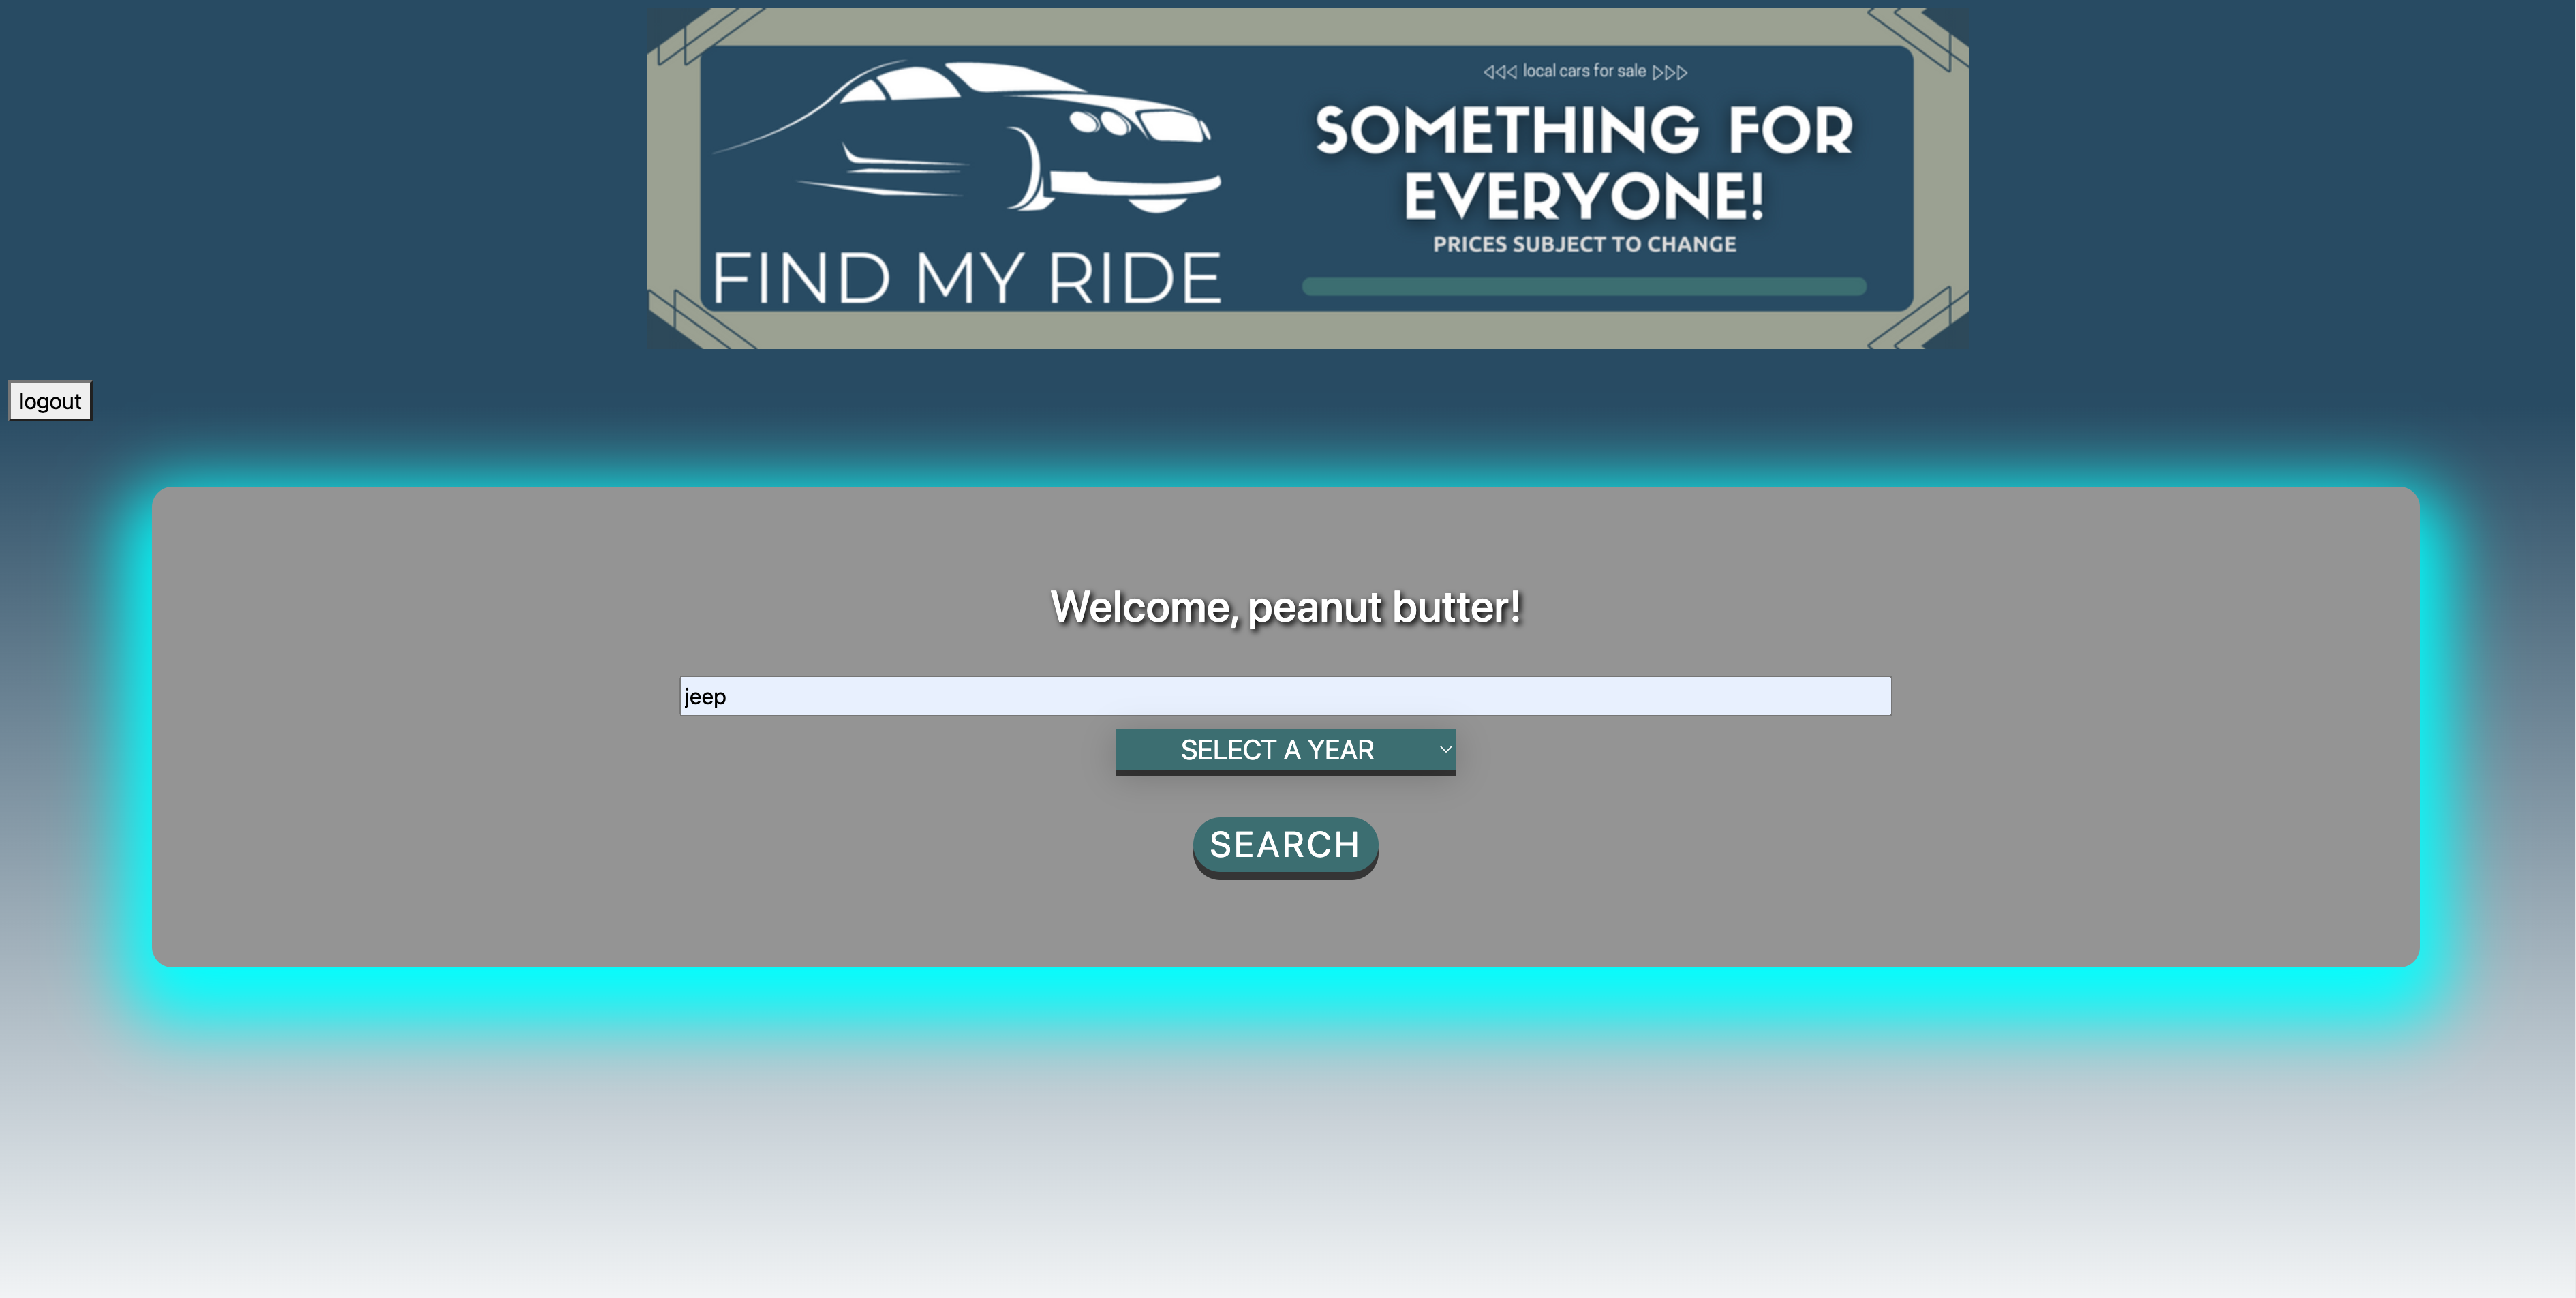 ◁◁◁ local cars for sale ▷▷▷
SOMETHING FOR
EVERYONE!
PRICES SUBJECT TO CHANGE
FIND MY RIDE
logout
Welcome, peanut butter!
jeep
SELECT A YEAR
SEARCH